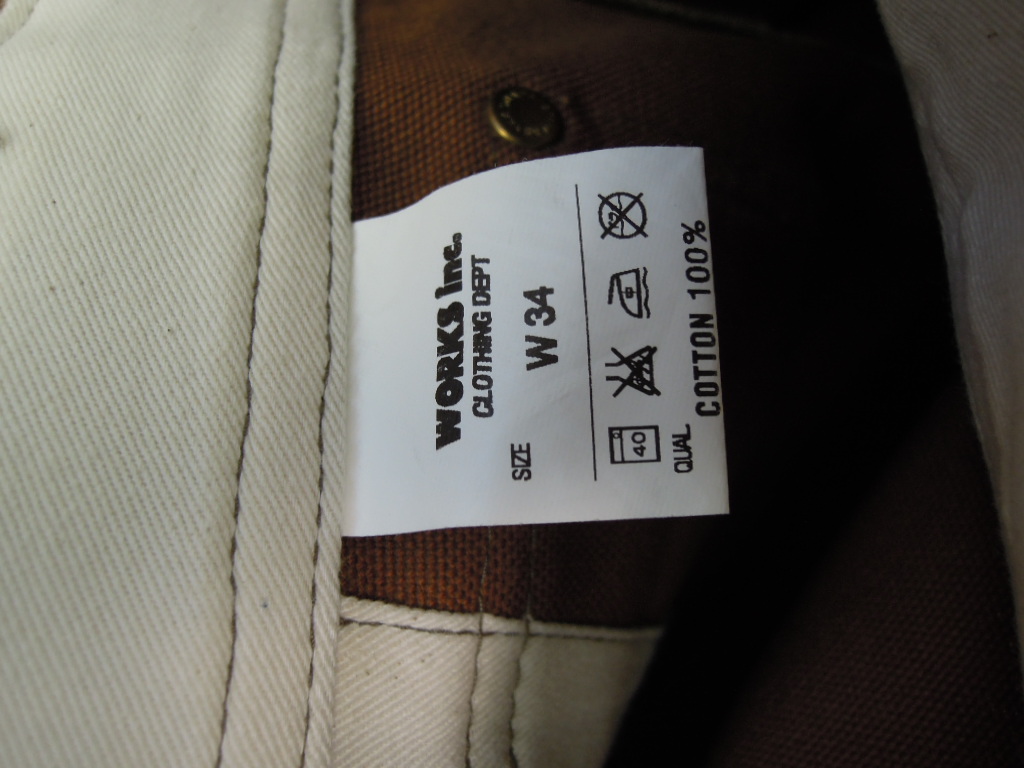 WORKS inc.
CLOTHING DEPT
SIZE W 34
40
QUAL
COTTON 100%